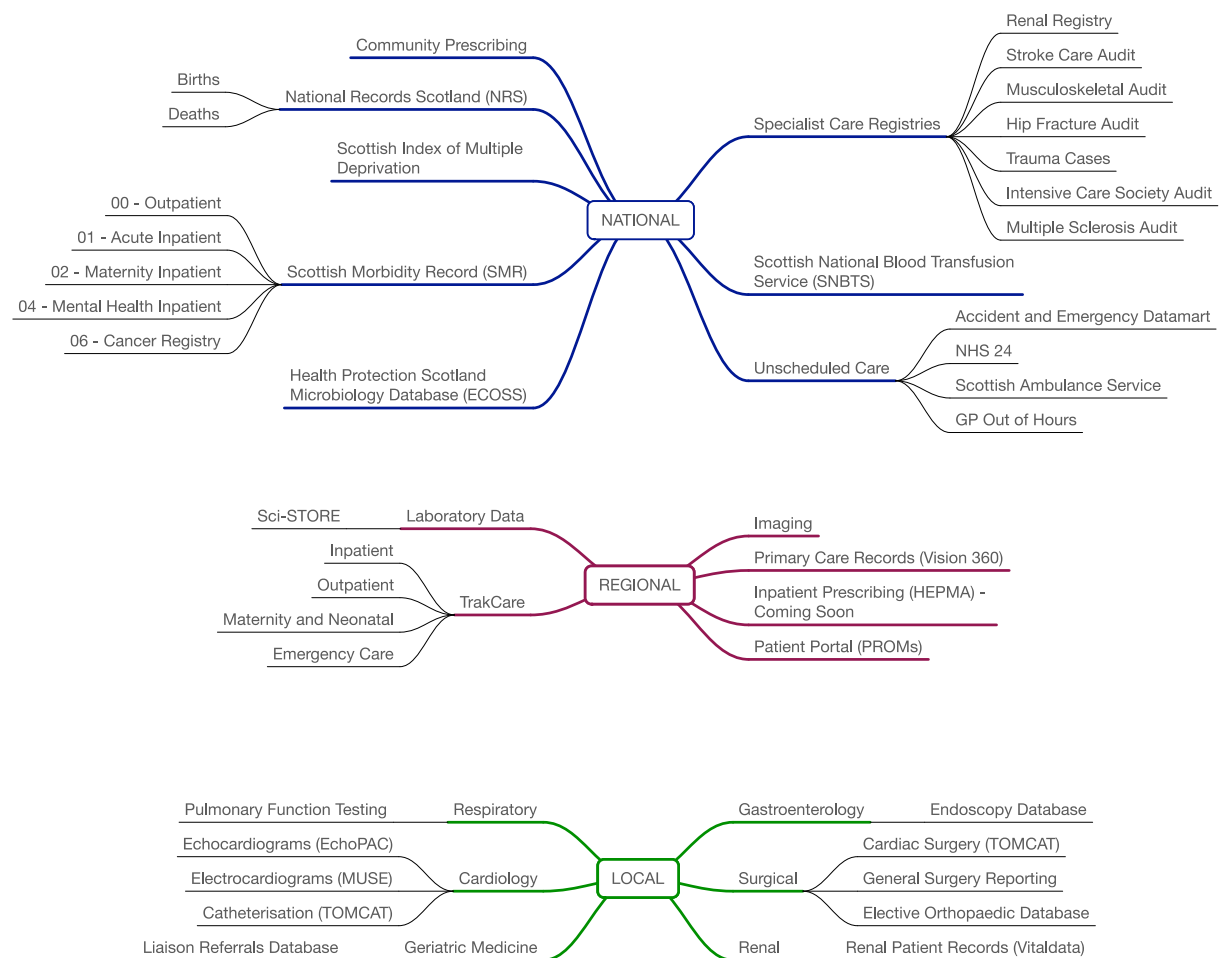 Community Prescribing
Births
Deaths
National Records Scotland (NRS)
Scottish Index of Multiple
Deprivation
00 - Outpatient
01 - Acute Inpatient
02 - Maternity Inpatient
04 - Mental Health Inpatient
06 - Cancer Registry
Scottish Morbidity Record (SMR)
Health Protection Scotland
Microbiology Database (ECOSS)
NATIONAL
Specialist Care Registries
Renal Registry
Stroke Care Audit
Musculoskeletal Audit
Hip Fracture Audit
Trauma Cases
Intensive Care Society Audit
Multiple Sclerosis Audit
Scottish National Blood Transfusion
Service (SNBTS)
Unscheduled Care
Accident and Emergency Datamart
NHS 24
Scottish Ambulance Service
GP Out of Hours
Sci-STORE
Laboratory Data
Inpatient
Outpatient
Maternity and Neonatal
Emergency Care
TrakCare
REGIONAL
Imaging
Primary Care Records (Vision 360)
Inpatient Prescribing (HEPMA) -
Coming Soon
Patient Portal (PROMs)
Pulmonary Function Testing
Respiratory
Echocardiograms (EchoPAC)
Electrocardiograms (MUSE)
Catheterisation (TOMCAT)
Cardiology
Liaison Referrals Database
Geriatric Medicine
LOCAL
Gastroenterology
Endoscopy Database
Surgical
Cardiac Surgery (TOMCAT)
General Surgery Reporting
Elective Orthopaedic Database
Renal
Renal Patient Records (Vitaldata)